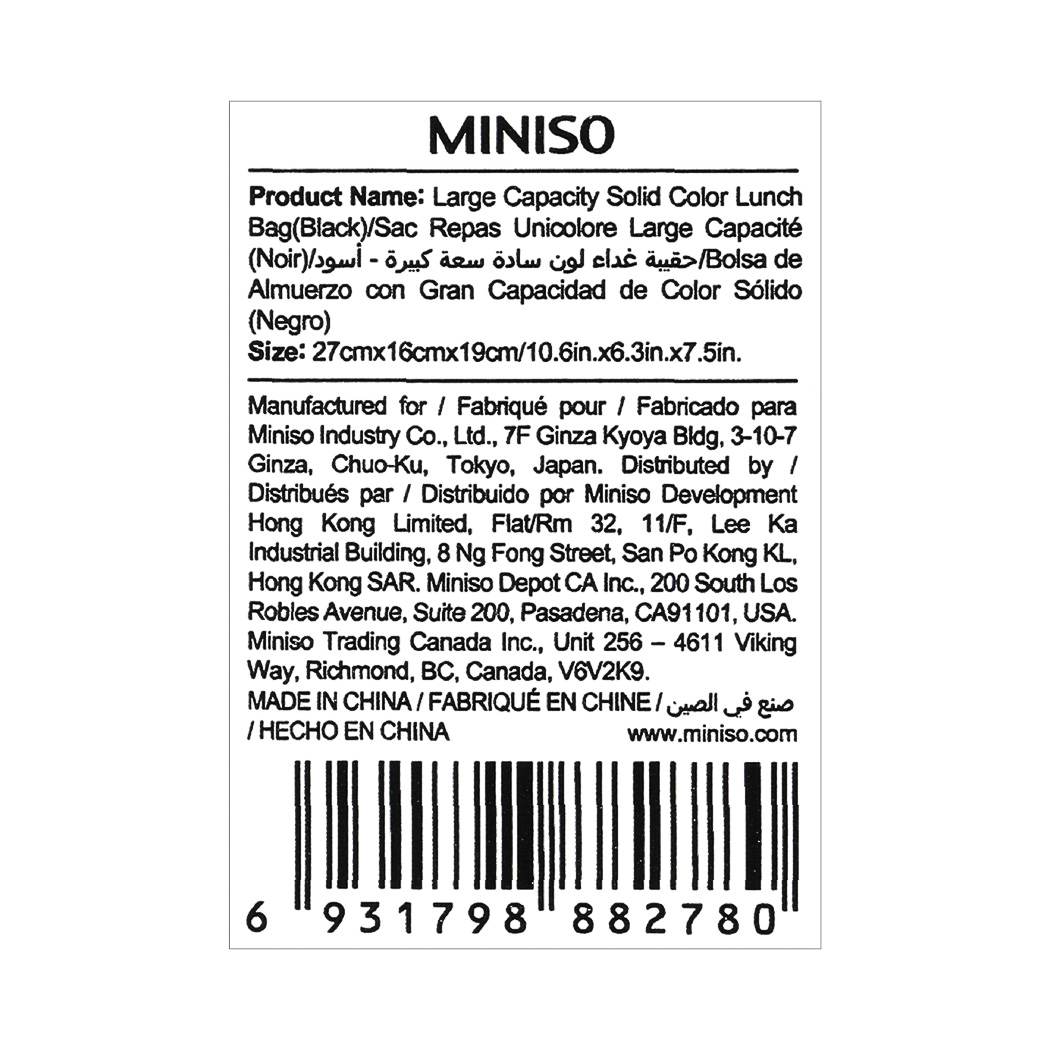 MINISO
Product Name: Large Capacity Solid Color Lunch
Bag(Black)/Sac Repas Unicolore Large Capacité
(Noir)/حقيبة غداء لون سادة سعة كبيرة - أسود/Bolsa de
Almuerzo con Gran Capacidad de Color Sólido
(Negro)
Size: 27cmx16cmx19cm/10.6in.x6.3in.x7.5in.
Manufactured for / Fabriqué pour / Fabricado para
Miniso Industry Co., Ltd., 7F Ginza Kyoya Bldg, 3-10-7
Ginza, Chuo-Ku, Tokyo, Japan. Distributed by /
Distribués par / Distribuido por Miniso Development
Hong Kong Limited, Flat/Rm 32, 11/F, Lee Ka
Industrial Building, 8 Ng Fong Street, San Po Kong KL,
Hong Kong SAR. Miniso Depot CA Inc., 200 South Los
Robles Avenue, Suite 200, Pasadena, CA91101, USA.
Miniso Trading Canada Inc., Unit 256 – 4611 Viking
Way, Richmond, BC, Canada, V6V2K9.
MADE IN CHINA / FABRIQUÉ EN CHINE / صنع في الصين
/ HECHO EN CHINA www.miniso.com
6 931798 882780